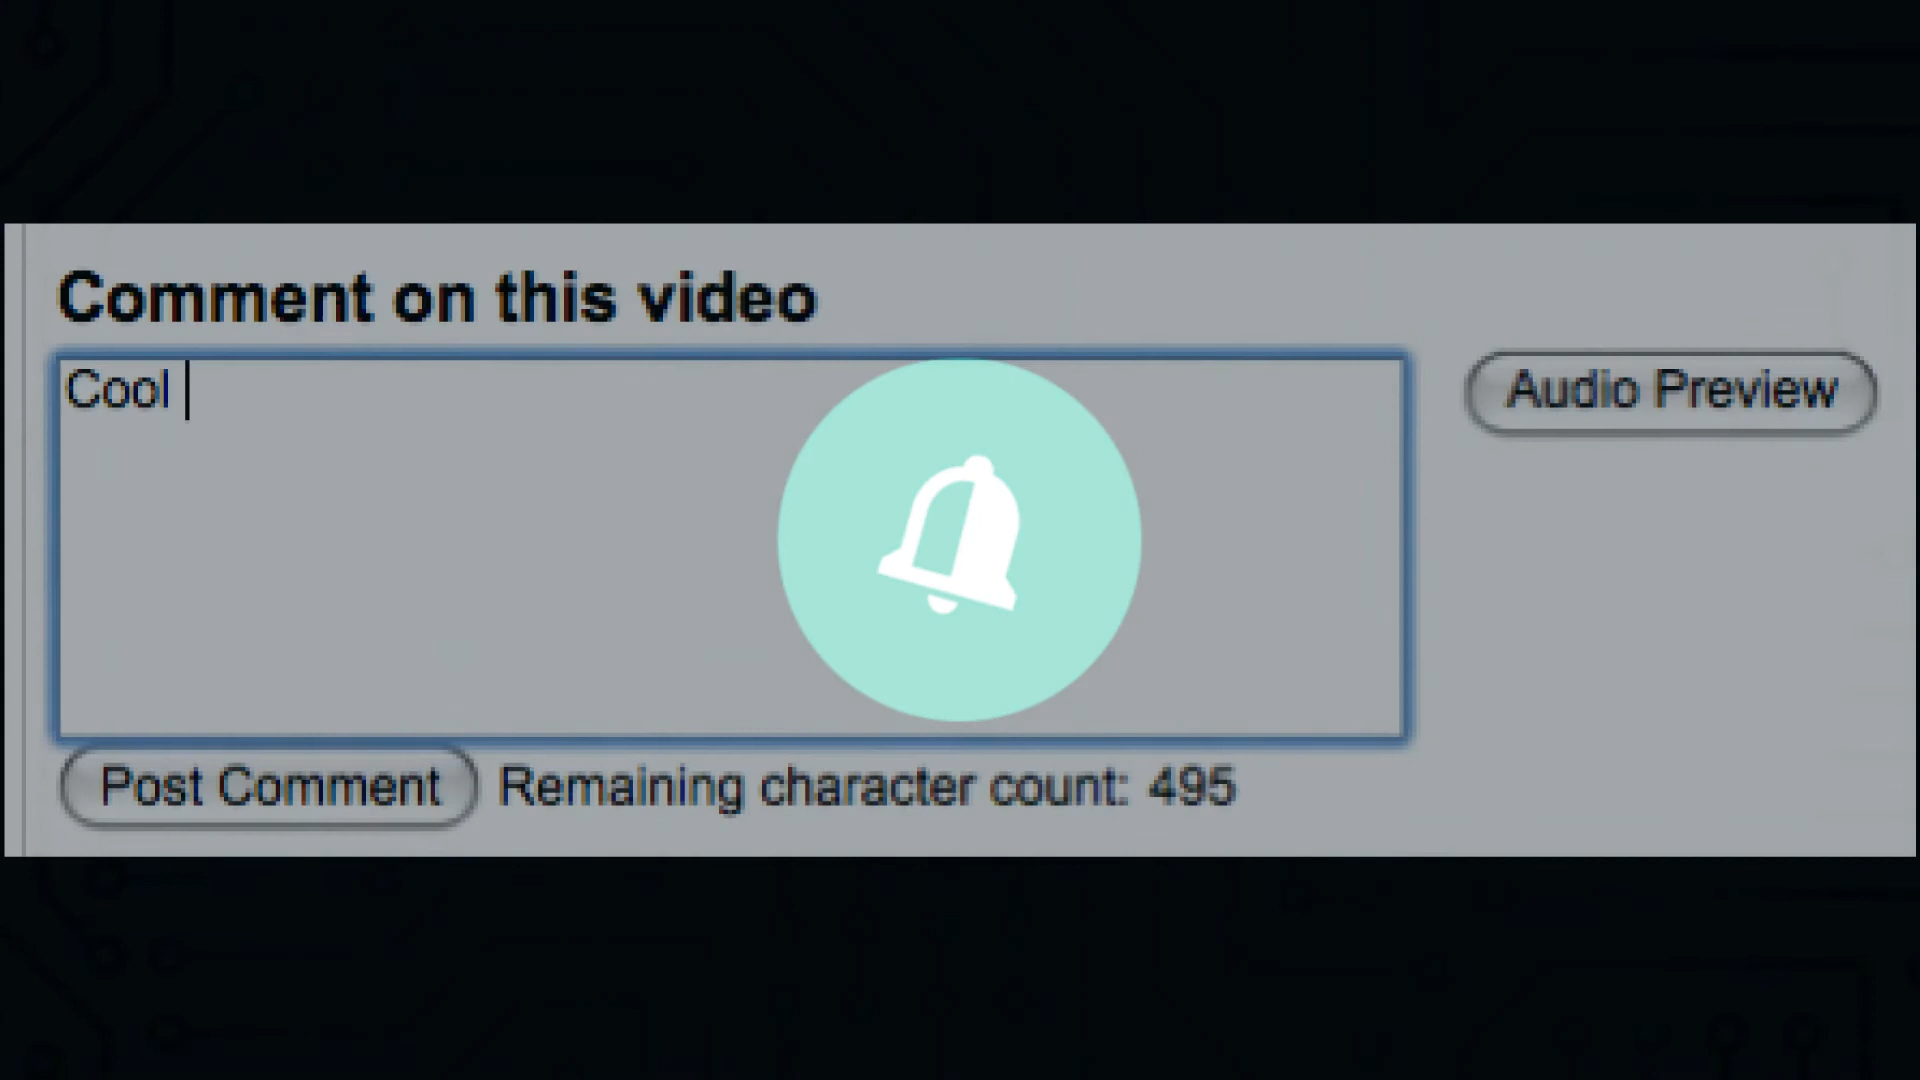 Comment on this video
Cool
Audio Preview
Post Comment Remaining character count: 495